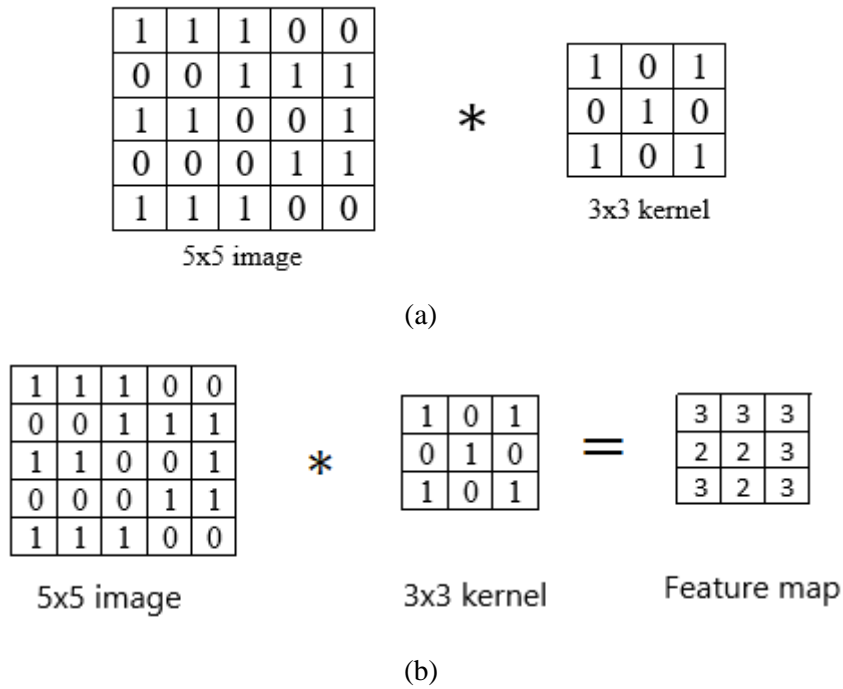 1 1 1 0 0
0 0 1 1 1
1 1 0 0 1
0 0 0 1 1
1 1 1 0 0
5x5 image
*
1 0 1
0 1 0
1 0 1
3x3 kernel
(a)
1 1 1 0 0
0 0 1 1 1
1 1 0 0 1
0 0 0 1 1
1 1 1 0 0
5x5 image
*
1 0 1
0 1 0
1 0 1
3x3 kernel
=
3 3 3
2 2 3
3 2 3
Feature map
(b)